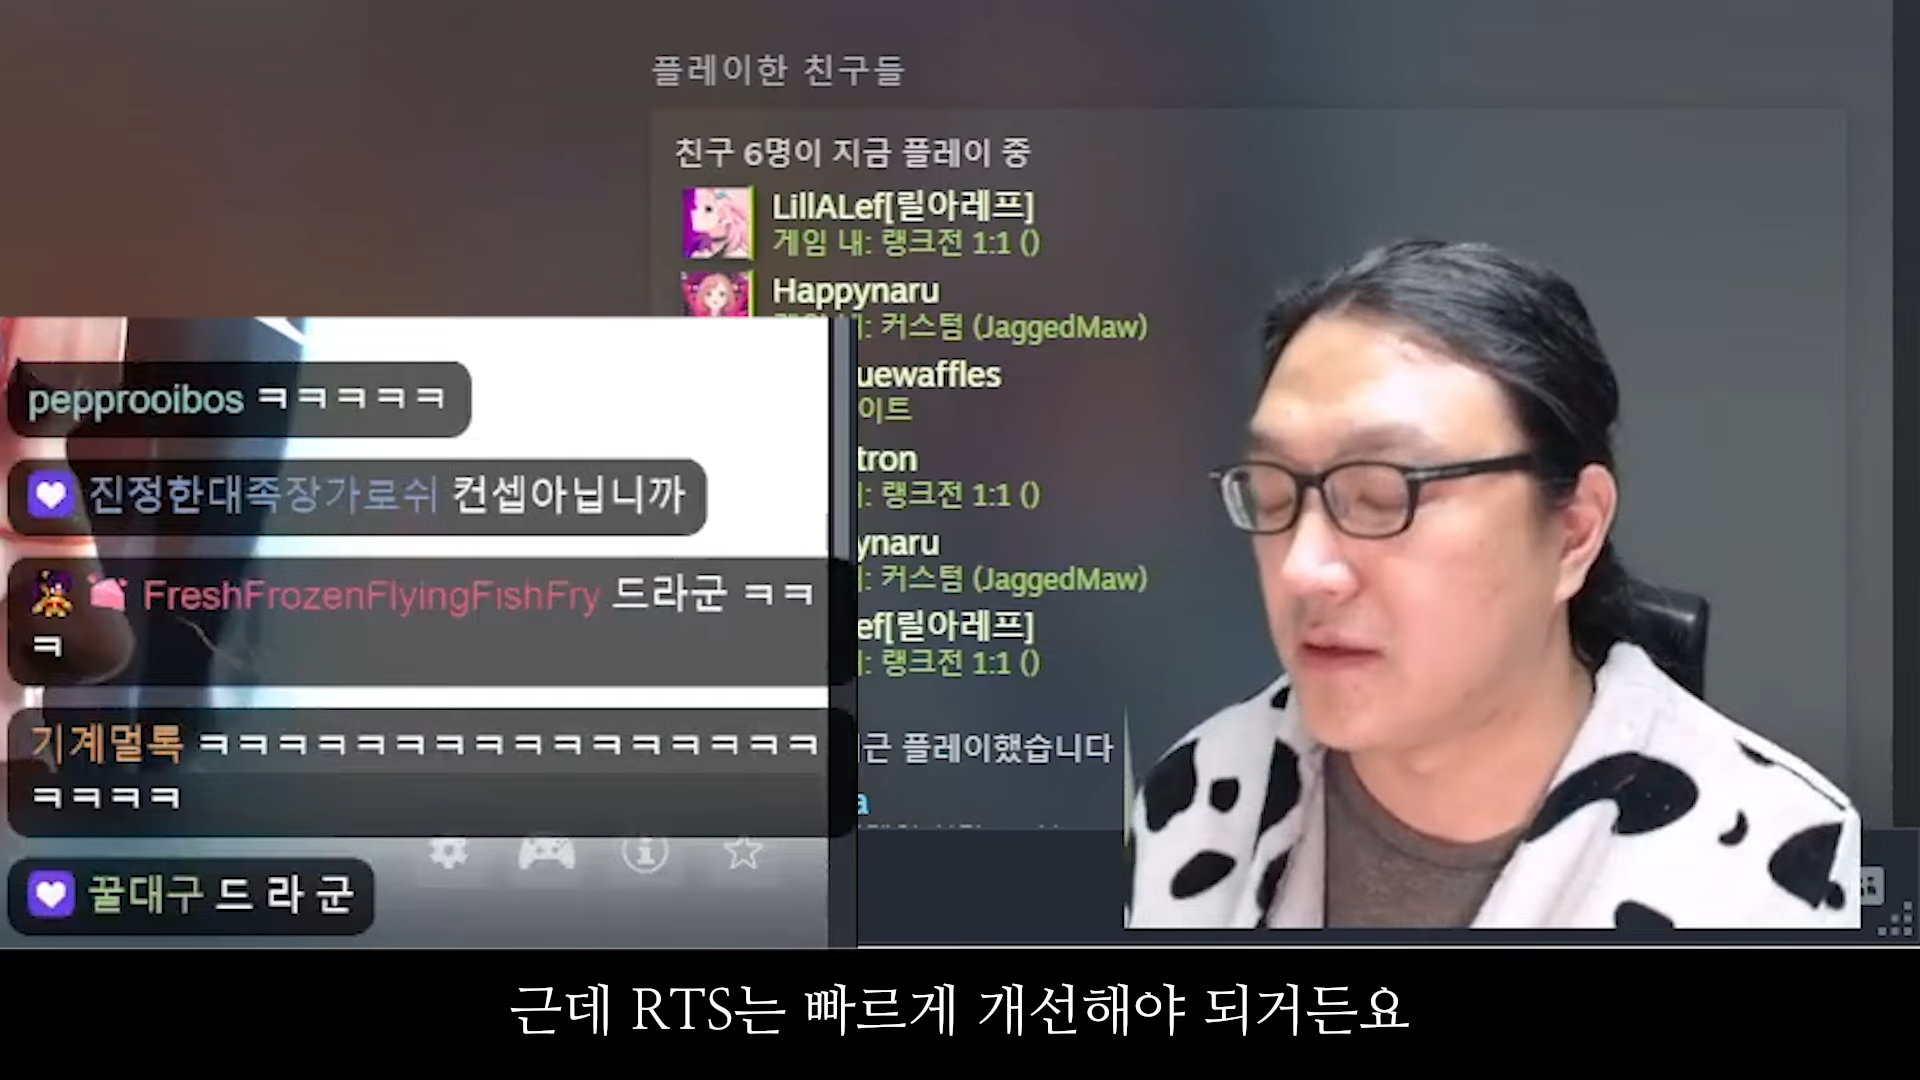 플레이한 친구들
친구 6명이 지금 플레이 중
LillALef[릴아레프]
게임 내: 랭크전 1:1 ()
Happynaru
: 커스텀 (JaggedMaw)
uewaffles
이트
tron
: 랭크전 1:1 ()
ynaru
: 커스텀 (JaggedMaw)
ef[릴아레프]
: 랭크전 1:1 ()
근 플레이했습니다
a
pepprooibos ㅋㅋㅋㅋㅋ
진정한대족장가로쉬 컨셉아닙니까
FreshFrozenFlyingFishFry 드라군 ㅋㅋ
ㅋ
기계멀록 ㅋㅋㅋㅋㅋㅋㅋㅋㅋㅋㅋㅋㅋㅋㅋㅋ
ㅋㅋㅋㅋ
꿀대구 드 라 군
근데 RTS는 빠르게 개선해야 되거든요